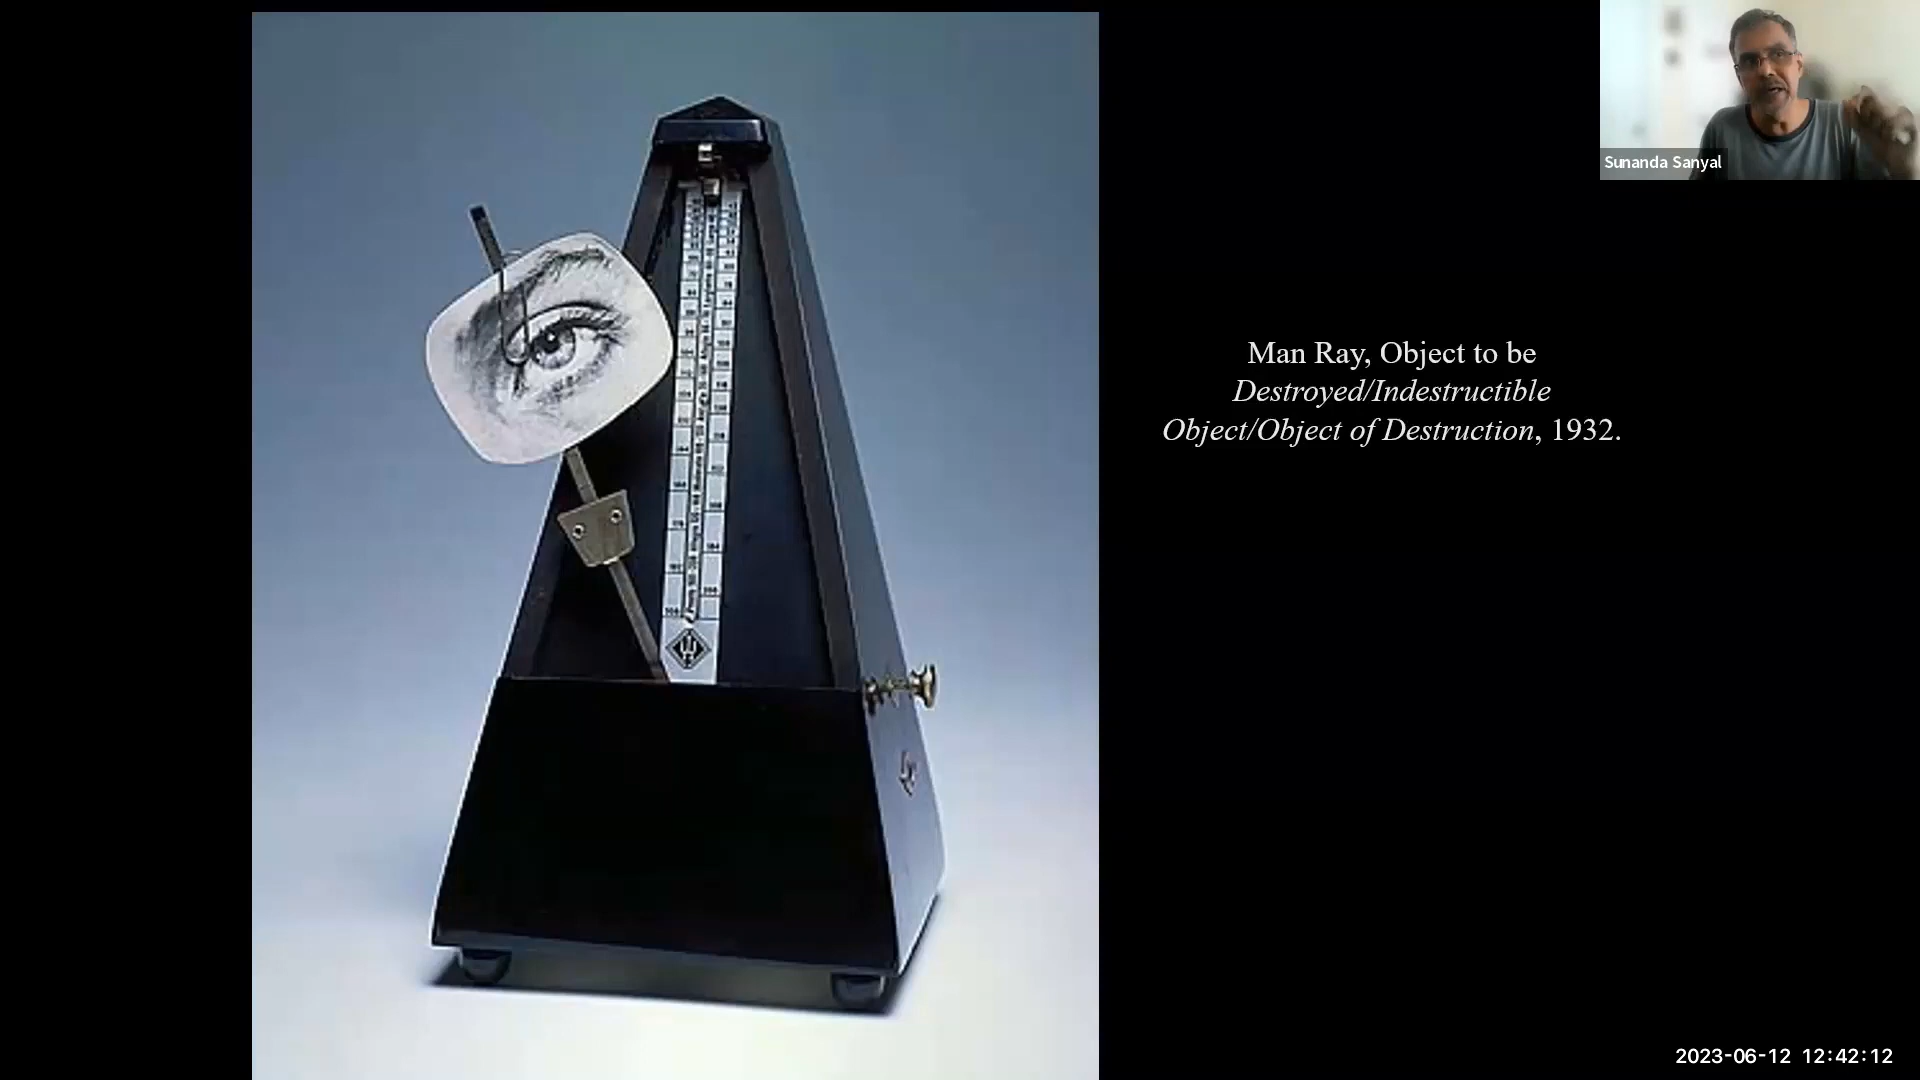 Sunanda Sanyal
Man Ray, Object to be
Destroyed/Indestructible
Object/Object of Destruction, 1932.
2023-06-12 12:42:12